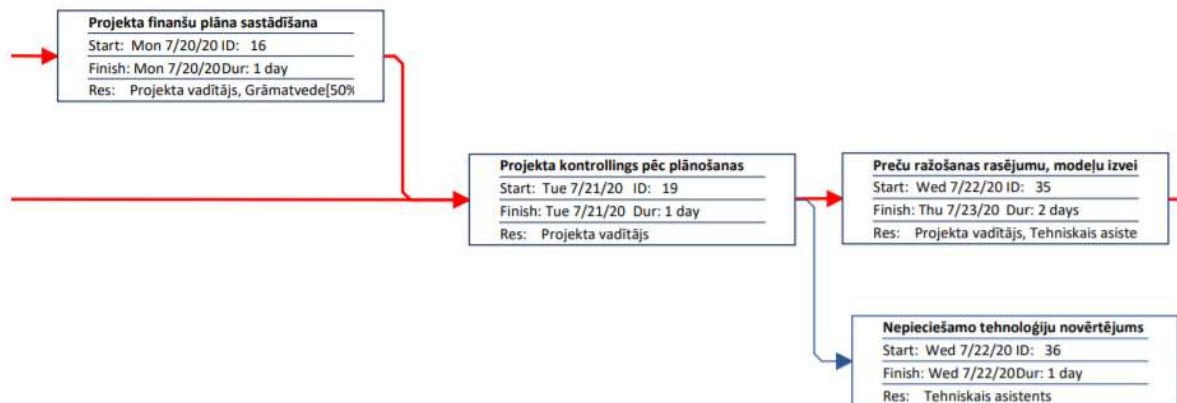 Projekta finanšu plāna sastādīšana
Start: Mon 7/20/20 ID: 16
Finish: Mon 7/20/20Dur: 1 day
Res: Projekta vadītājs, Grāmatvede[50%
Projekta kontrollings pēc plānošanas
Start: Tue 7/21/20 ID: 19
Finish: Tue 7/21/20 Dur: 1 day
Res: Projekta vadītājs
Preču ražošanas rasējumu, modeļu izvei
Start: Wed 7/22/20 ID: 35
Finish: Thu 7/23/20 Dur: 2 days
Res: Projekta vadītājs, Tehniskais asiste
Nepieciešamo tehnoloģiju novērtējums
Start: Wed 7/22/20 ID: 36
Finish: Wed 7/22/20Dur: 1 day
Res: Tehniskais asistents